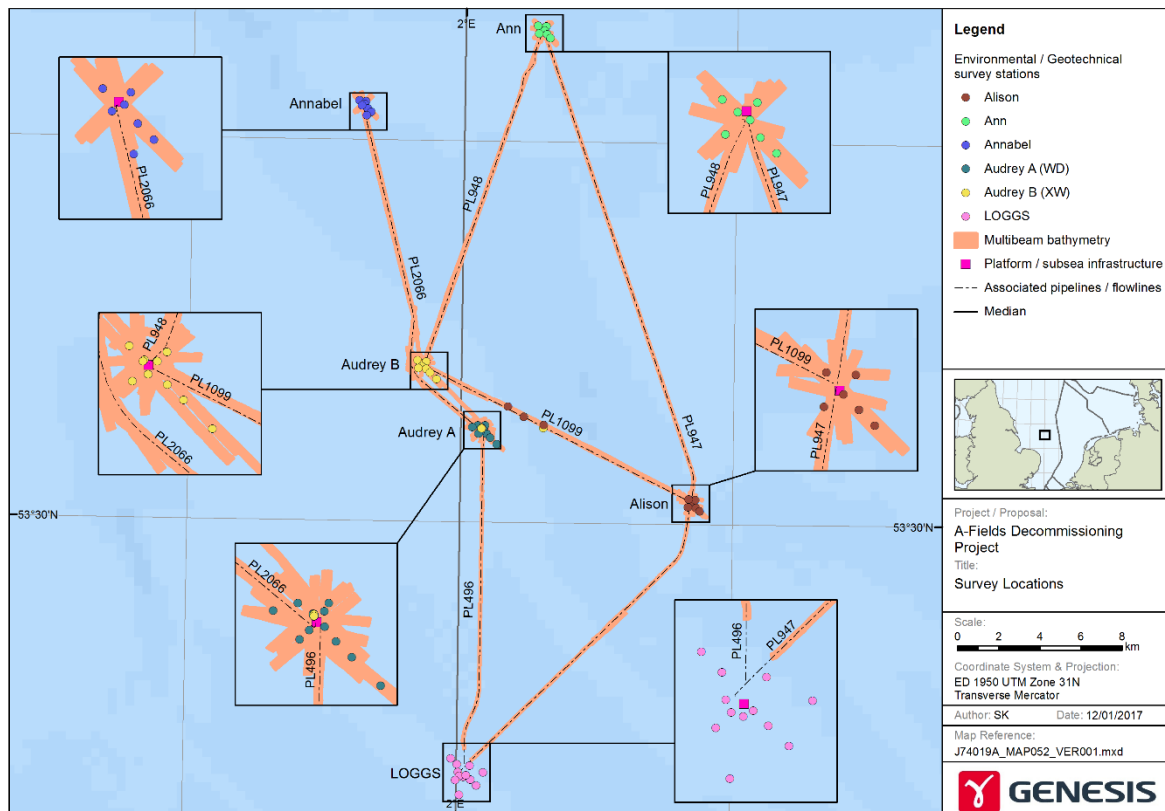 2°E
Ann
Annabel
PL2066
PL948
PL947
PL948
PL2066
PL948
PL1099
PL2066
Audrey B
PL1099
PL947
PL1099
PL947
Audrey A
Alison
53°30'N
53°30'N
PL2066
PL496
PL496
PL496
PL947
LOGGS
2°E
Legend
Environmental / Geotechnical
survey stations
Alison
Ann
Annabel
Audrey A (WD)
Audrey B (XW)
LOGGS
Multibeam bathymetry
Platform / subsea infrastructure
Associated pipelines / flowlines
Median
Project / Proposal:
A-Fields Decommissioning
Project
Title:
Survey Locations
Scale:
0 2 4 6 8
km
Coordinate System & Projection:
ED 1950 UTM Zone 31N
Transverse Mercator
Author: SK Date: 12/01/2017
Map Reference:
J74019A_MAP052_VER001.mxd
GENESIS